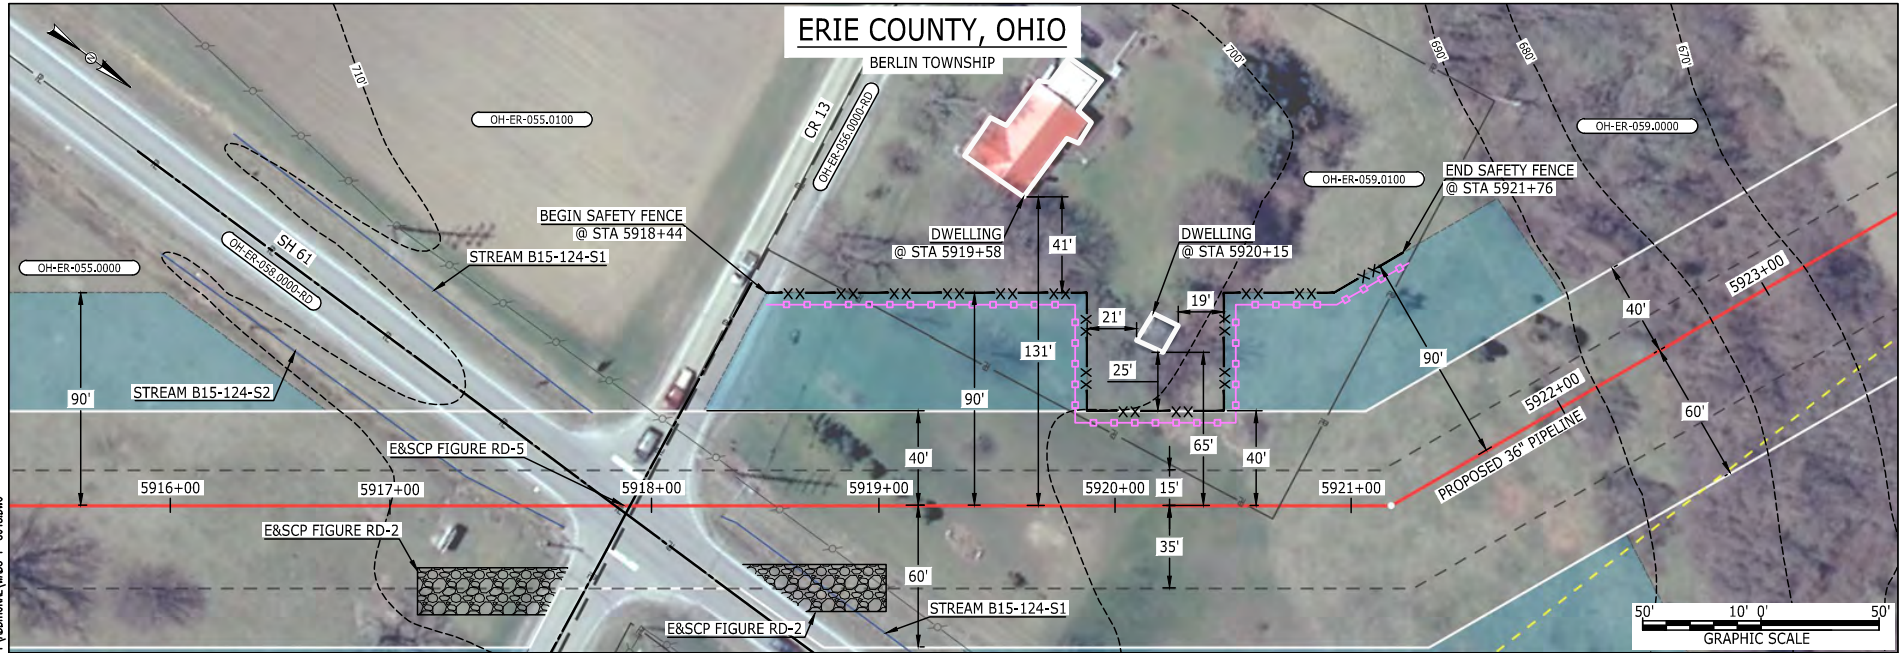 ERIE COUNTY, OHIO
BERLIN TOWNSHIP
N
710'
700'
690'
680'
670'
OH-ER-055.0100
CR 13
OH-ER-056.0000-RD
OH-ER-059.0000
OH-ER-059.0100
END SAFETY FENCE
@ STA 5921+76
BEGIN SAFETY FENCE
@ STA 5918+44
DWELLING
@ STA 5919+58
41'
DWELLING
@ STA 5920+15
SH 61
OH-ER-058.0000-RD
STREAM B15-124-S1
OH-ER-055.0000
5923+00
21'
19'
40'
131'
90'
25'
STREAM B15-124-S2
90'
90'
5922+00
60'
65'
E&SCP FIGURE RD-5
40'
40'
PROPOSED 36" PIPELINE
5916+00
5917+00
5918+00
5919+00
5920+00
15'
5921+00
E&SCP FIGURE RD-2
35'
60'
STREAM B15-124-S1
E&SCP FIGURE RD-2
50'
10'
0'
50'
GRAPHIC SCALE